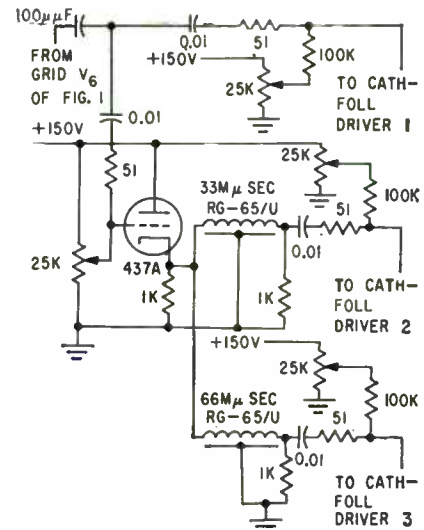 100μμF
0.01
51
FROM
GRID V6
OF FIG. 1
+150V
100K
25K
TO CATH-
FOLL
DRIVER 1
+150V
0.01
51
25K
100K
33Mμ SEC
RG-65/U
51
0.01
25K
437A
1K
1K
TO CATH-
FOLL
DRIVER 2
+150V
25K
66Mμ SEC
RG-65/U
51
100K
0.01
1K
TO CATH-
FOLL
DRIVER 3